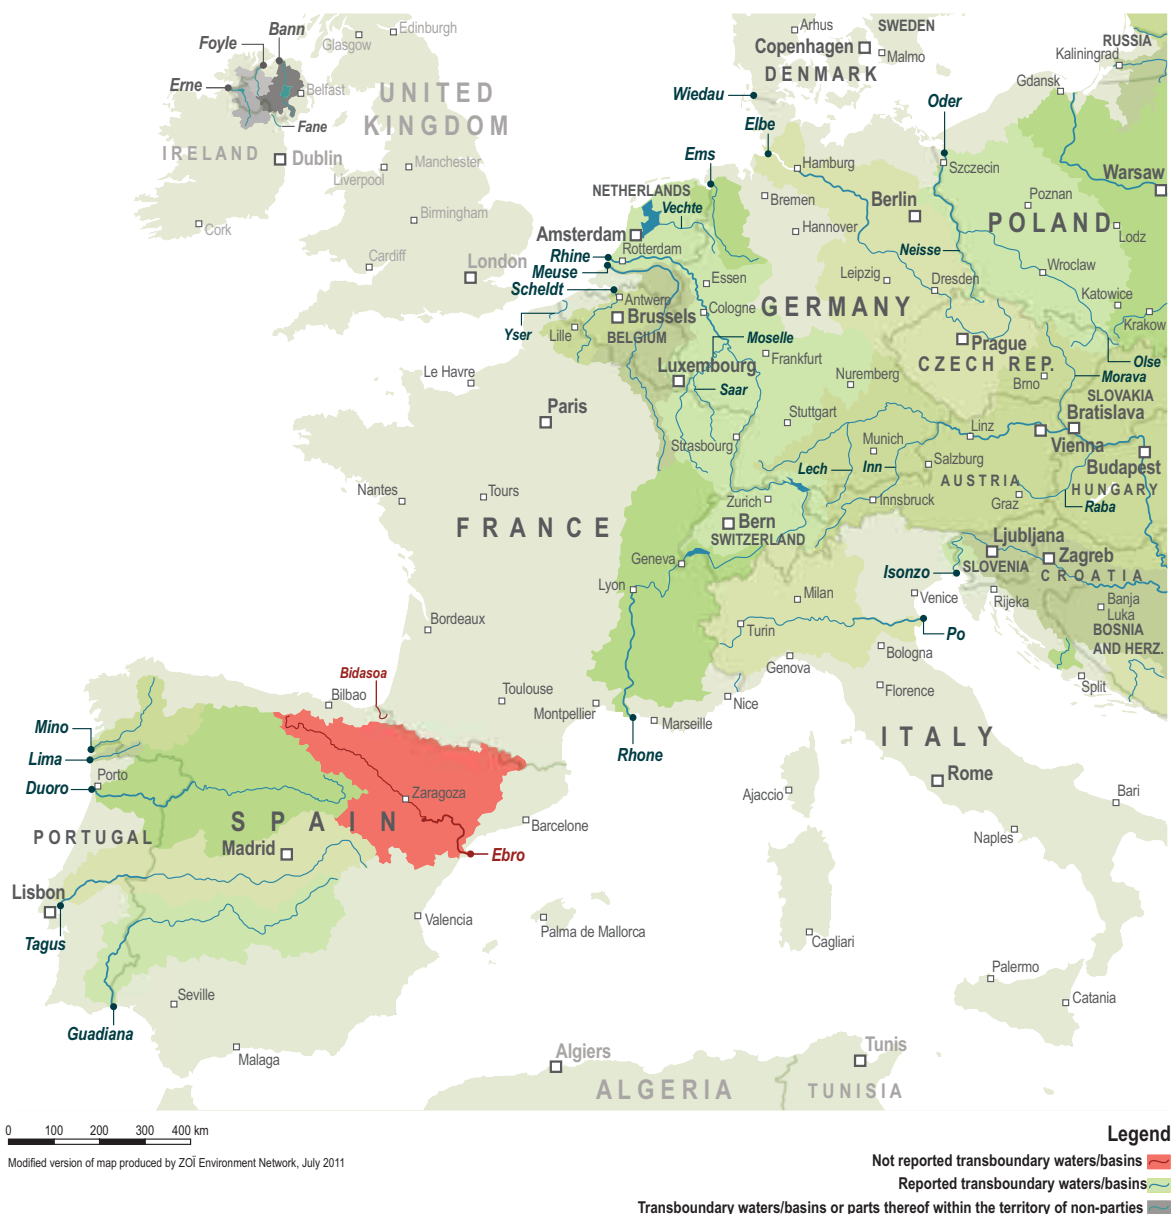 Bann
Edinburgh
Foyle
Glasgow
Arhus
SWEDEN
Copenhagen
Malmo
DENMARK
RUSSIA
Kaliningrad
Gdansk
Erne
Belfast
UNITED
KINGDOM
Fane
Wiedau
Oder
Elbe
IRELAND
Dublin
Manchester
Liverpool
Ems
Hamburg
Szczecin
Warsaw
NETHERLANDS
Vechte
Bremen
Berlin
Poznan
Birmingham
Cork
Hannover
POLAND
Lodz
Amsterdam
Rotterdam
Neisse
Cardiff
London
Rhine
Meuse
Scheldt
Essen
Leipzig
Dresden
Wroclaw
Antwerp
Cologne
GERMANY
Katowice
Krakow
Yser
Lille
Brussels
BELGIUM
Moselle
Prague
CZECH REP.
Olse
Luxembourg
Frankfurt
Morava
Le Havre
Saar
Nuremberg
Brno
SLOVAKIA
Paris
Stuttgart
Bratislava
Linz
Strasbourg
Munich
Vienna
Lech
Inn
Salzburg
Budapest
AUSTRIA
HUNGARY
Nantes
Tours
Zurich
Innsbruck
Graz
Raba
FRANCE
Bern
SWITZERLAND
Ljubljana
Zagreb
Geneva
Isonzo
SLOVENIA
CROATIA
Lyon
Milan
Venice
Rijeka
Banja
Luka
Bordeaux
Turin
Po
BOSNIA
AND HERZ.
Bologna
Genova
Bidasoa
Bilbao
Toulouse
Montpellier
Nice
Florence
Split
Marseille
Mino
Lima
Rhone
ITALY
Porto
Duoro
Zaragoza
Rome
Ajaccio
Bari
SPAIN
Barcelone
PORTUGAL
Madrid
Ebro
Naples
Lisbon
Valencia
Palma de Mallorca
Tagus
Cagliari
Palermo
Seville
Catania
Guadiana
Malaga
Algiers
Tunis
ALGERIA
TUNISIA
0 100 200 300 400 km
Modified version of map produced by ZOÏ Environment Network, July 2011
Legend
Not reported transboundary waters/basins
Reported transboundary waters/basins
Transboundary waters/basins or parts thereof within the territory of non-parties